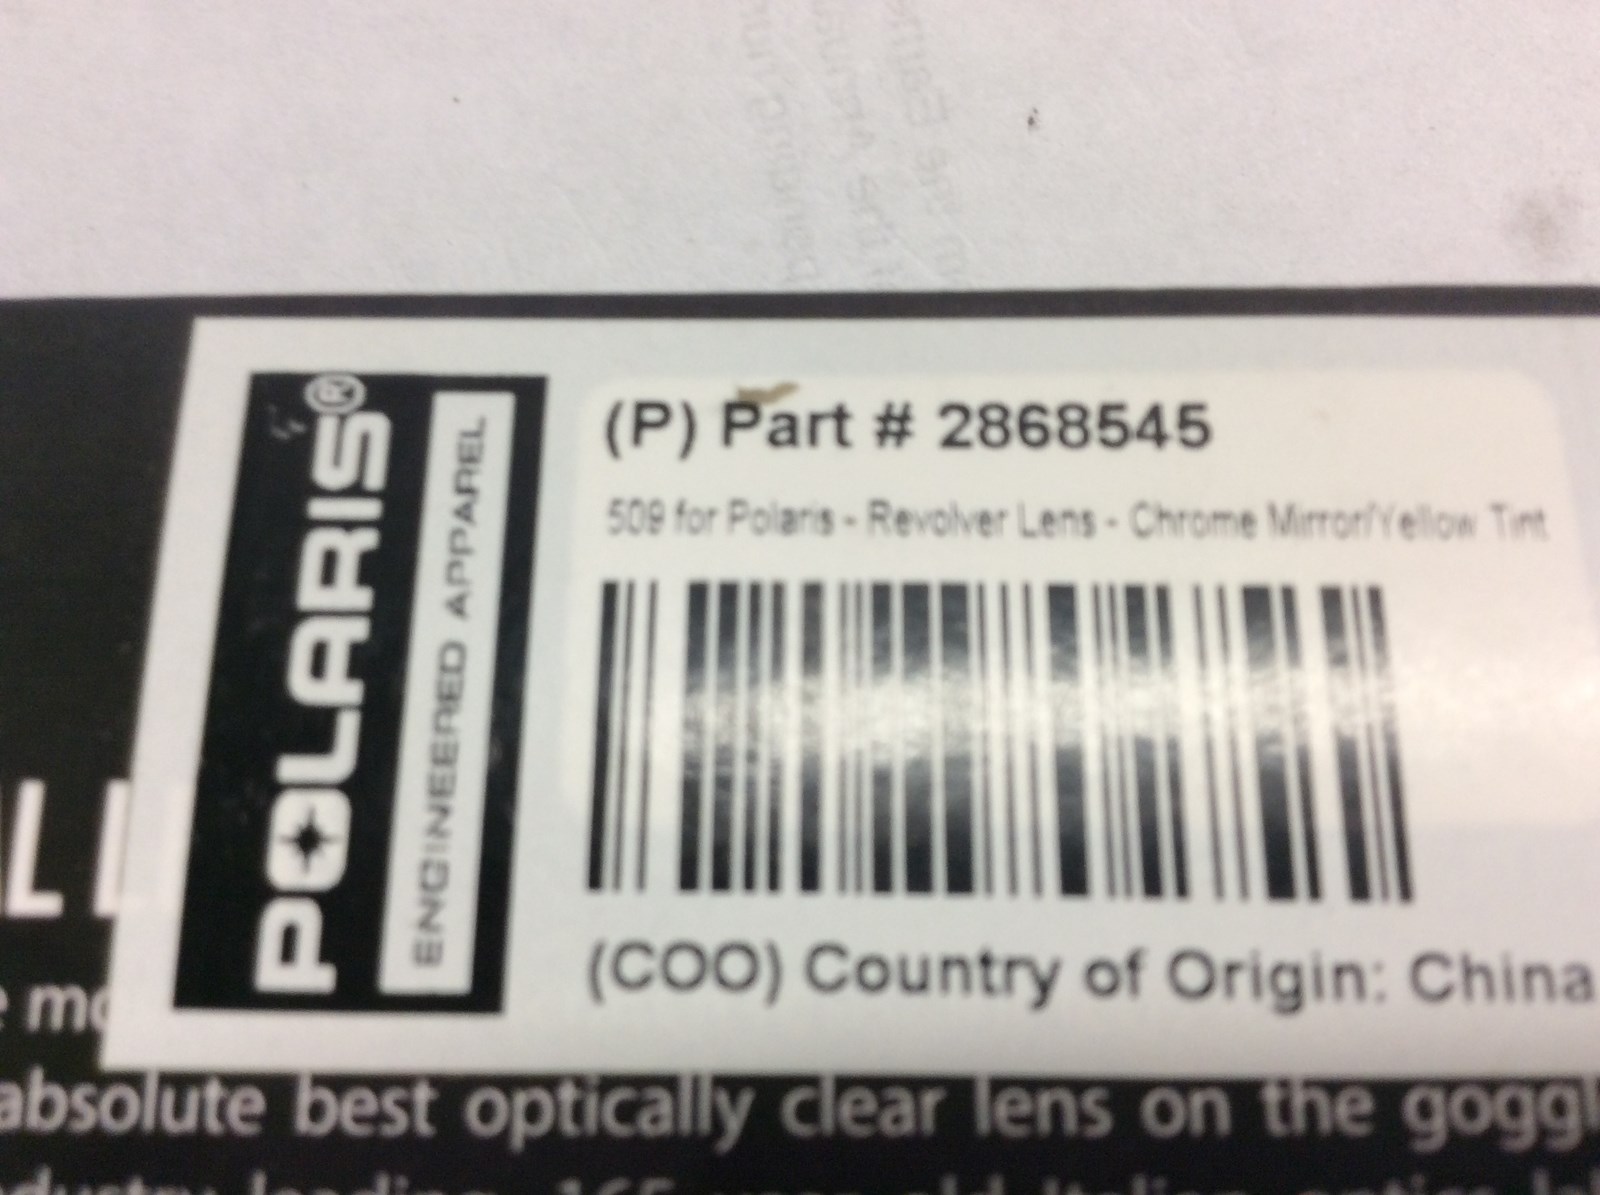 POLARIS®
ENGINEERED APPAREL
(P) Part # 2868545
509 for Polaris - Revolver Lens - Chrome Mirror/Yellow Tint
(COO) Country of Origin: China
absolute best optically clear lens on the goggl